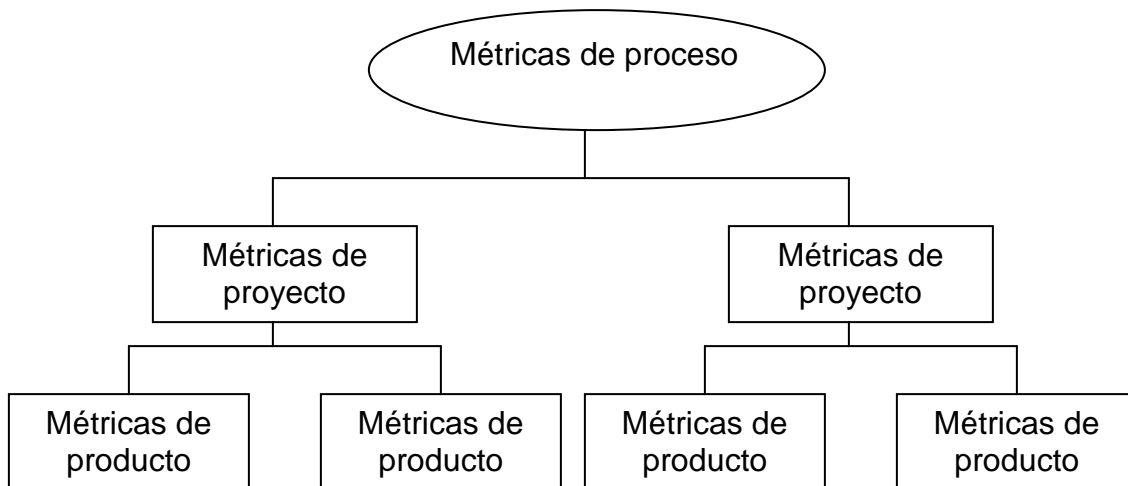 Métricas de proceso
Métricas de
proyecto
Métricas de
proyecto
Métricas de
producto
Métricas de
producto
Métricas de
producto
Métricas de
producto